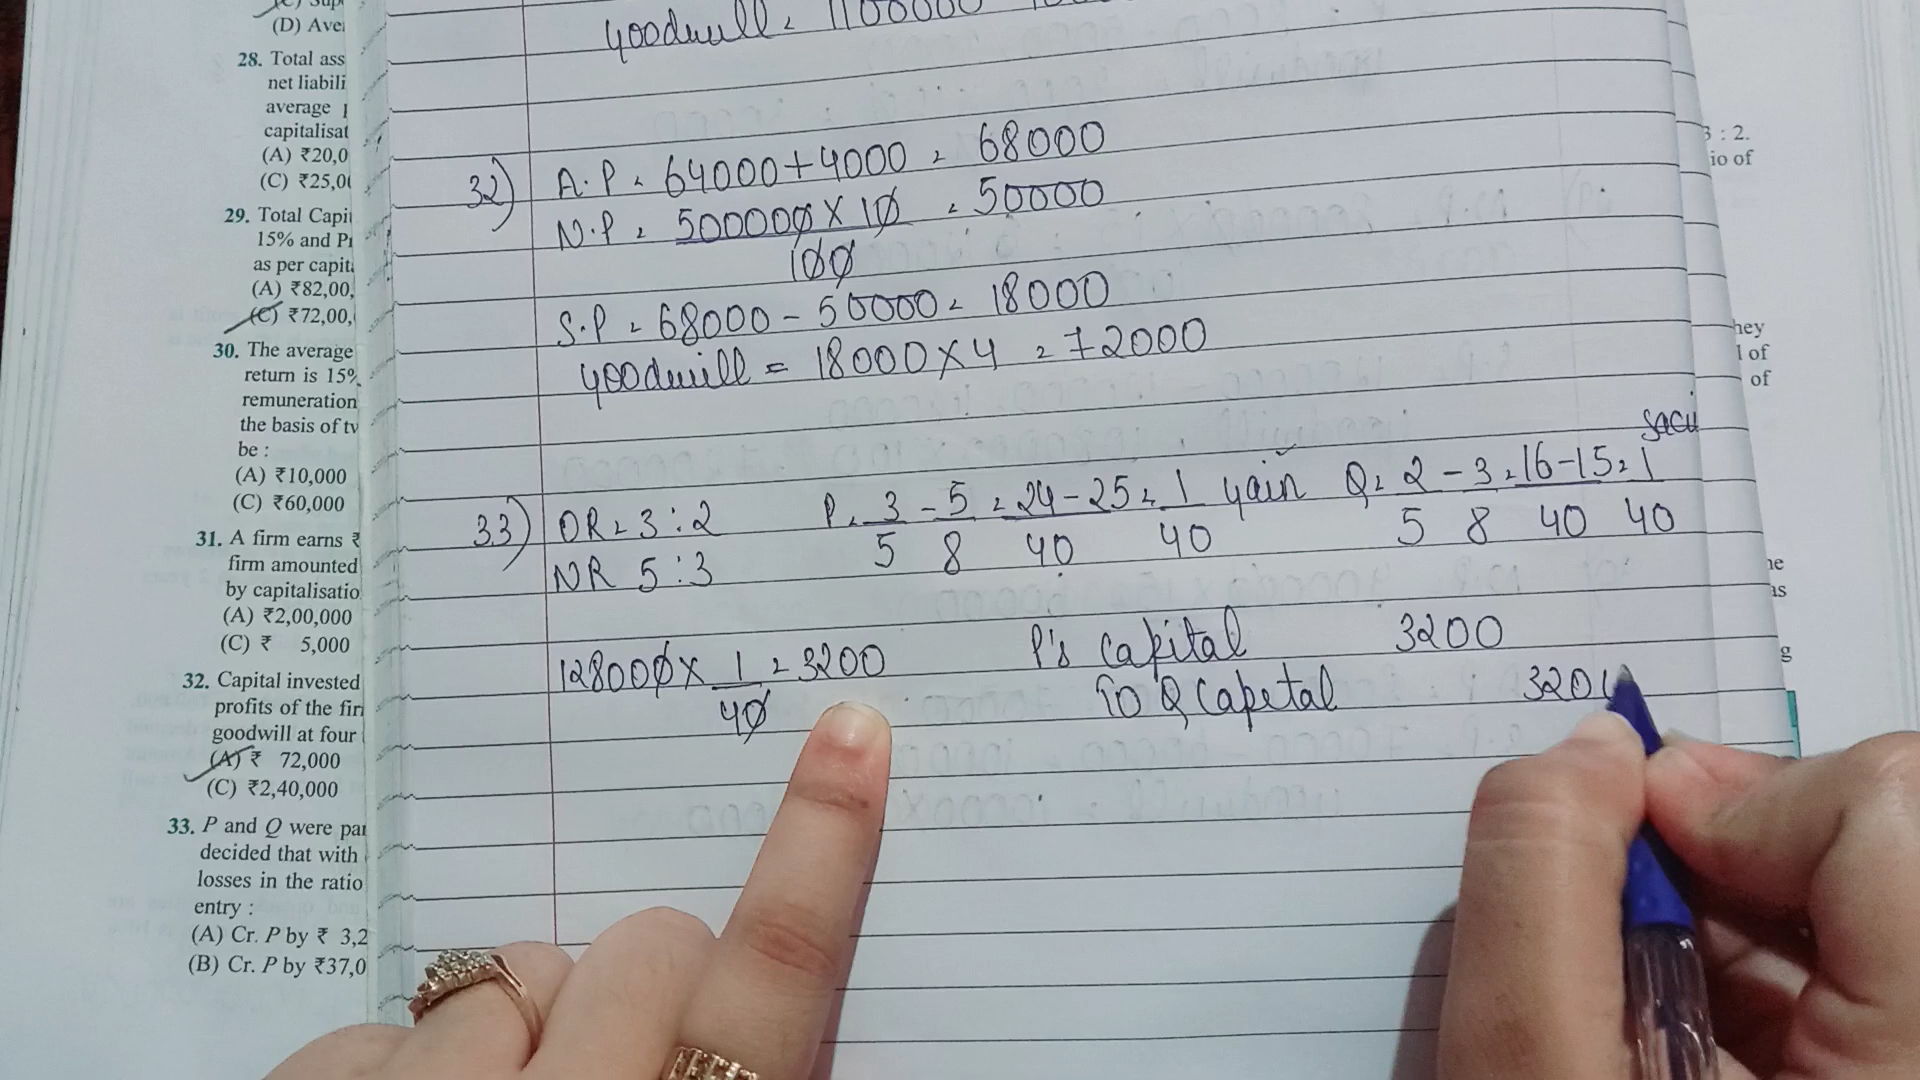 (D) Ave
28. Total ass
net liabili
average
capitalisat
(A) ₹20,0
(C) ₹25,0
29. Total Capi
15% and P
as per capit
(A) ₹82,00,
(C) ₹72,00,
30. The average
return is 15%
remuneration
the basis of tv
be :
(A) ₹10,000
(C) ₹60,000
31. A firm earns ₹
firm amounted
by capitalisatio
(A) ₹2,00,000
(C) ₹ 5,000
32. Capital invested
profits of the fir
goodwill at four
(A) ₹ 72,000
(C) ₹2,40,000
33. P and Q were par
decided that with
losses in the ratio
entry :
(A) Cr. P by ₹ 3,2
(B) Cr. P by ₹37,0
Goodwill = 1100000
32) A.P = 64000+4000 = 68000
N.P = 500000 X 10 = 50000
100
S.P = 68000 - 50000 = 18000
Goodwill = 18000 X 4 = 72000
33) OR = 3:2 P = 3 - 5 = 24-25 = 1 gain Q = 2 - 3 = 16-15 = 1
5 8 40 40 5 8 40 40
NR 5:3
128000 X 1 = 3200 P's Capital 3200
40 To Q Capital 320
3 : 2.
io of
hey
l of
of
he
as
g